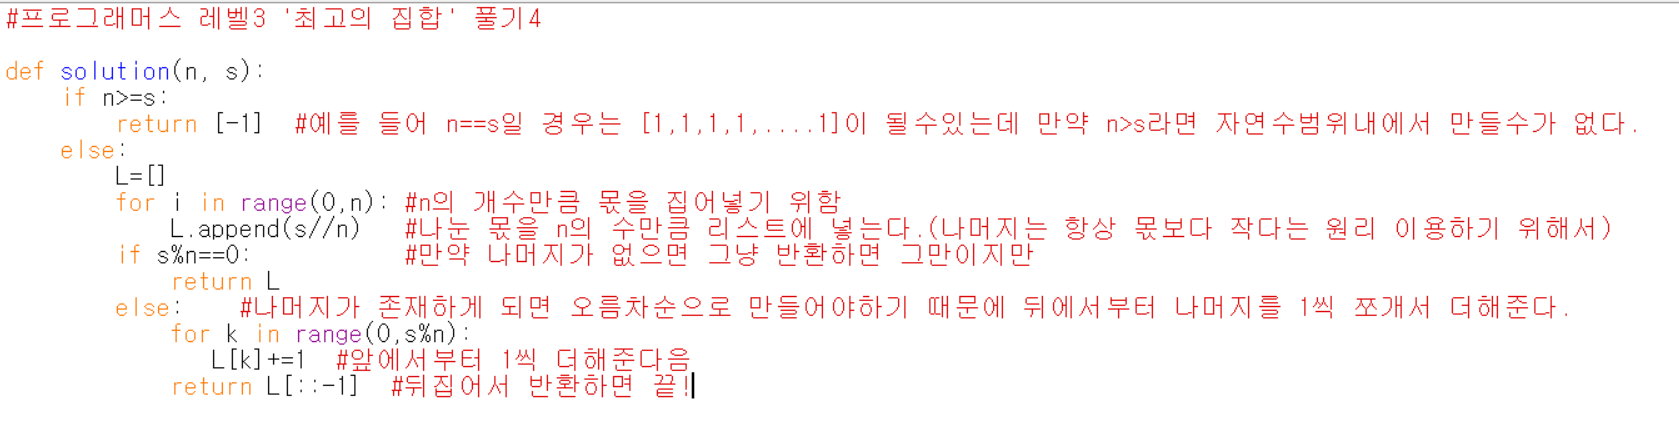 #프로그래머스 레벨3 '최고의 집합' 풀기4
def solution(n, s):
    if n>=s:
        return [-1]  #예를 들어 n==s일 경우는 [1,1,1,1,....1]이 될수있는데 만약 n>s라면 자연수범위내에서 만들수가 없다.
    else:
        L=[]
        for i in range(0,n): #n의 개수만큼 몫을 집어넣기 위함
            L.append(s//n)   #나눈 몫을 n의 수만큼 리스트에 넣는다.(나머지는 항상 몫보다 작다는 원리 이용하기 위해서)
        if s%n==0:           #만약 나머지가 없으면 그냥 반환하면 그만이지만
            return L
        else:    #나머지가 존재하게 되면 오름차순으로 만들어야하기 때문에 뒤에서부터 나머지를 1씩 쪼개서 더해준다.
            for k in range(0,s%n):
               L[k]+=1  #앞에서부터 1씩 더해준다음
            return L[::-1]  #뒤집어서 반환하면 끝!